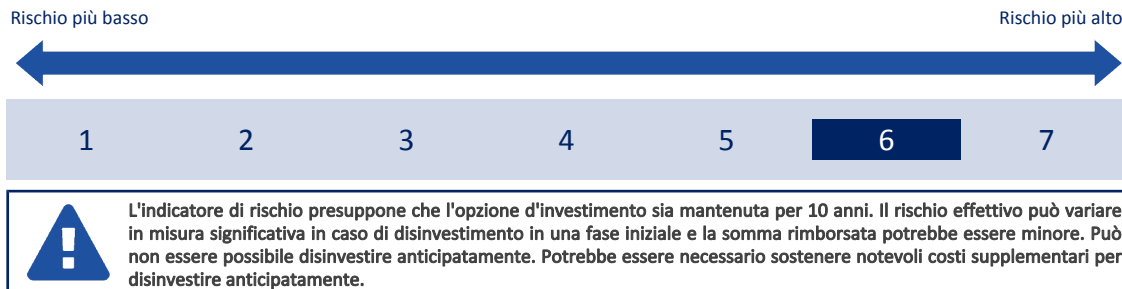 Rischio più basso Rischio più alto
1 2 3 4 5 6 7
L'indicatore di rischio presuppone che l'opzione d'investimento sia mantenuta per 10 anni. Il rischio effettivo può variare
in misura significativa in caso di disinvestimento in una fase iniziale e la somma rimborsata potrebbe essere minore. Può
non essere possibile disinvestire anticipatamente. Potrebbe essere necessario sostenere notevoli costi supplementari per
disinvestire anticipatamente.